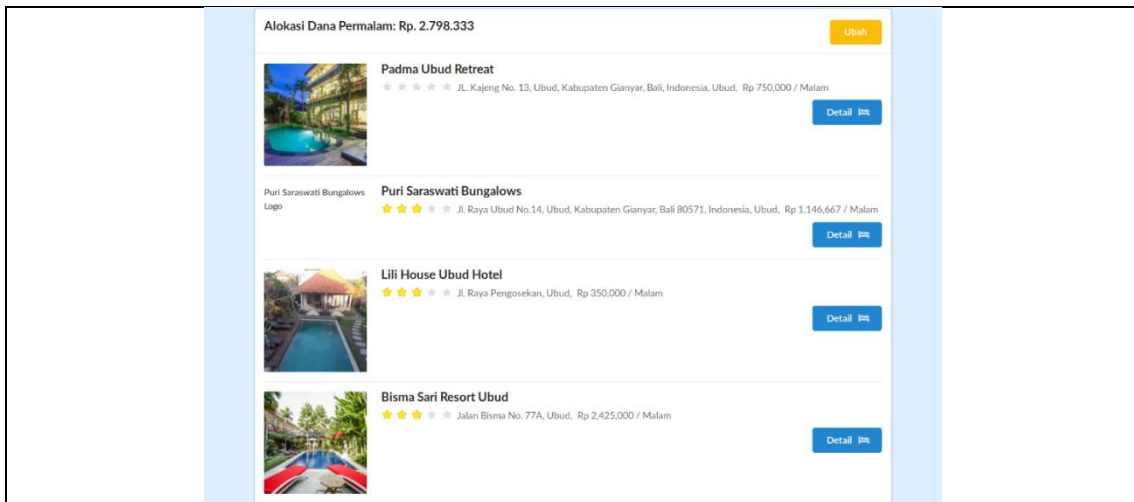 Alokasi Dana Permalam: Rp. 2.798.333
Ubah
Padma Ubud Retreat
JL. Kajeng No. 13, Ubud, Kabupaten Gianyar, Bali, Indonesia, Ubud, Rp 750,000 / Malam
Detail
Puri Saraswati Bungalows
Logo
Puri Saraswati Bungalows
Jl. Raya Ubud No.14, Ubud, Kabupaten Gianyar, Bali 80571, Indonesia, Ubud, Rp 1,146,667 / Malam
Detail
Lili House Ubud Hotel
Jl. Raya Pengosekan, Ubud, Rp 350,000 / Malam
Detail
Bisma Sari Resort Ubud
Jalan Bisma No. 77A, Ubud, Rp 2,425,000 / Malam
Detail